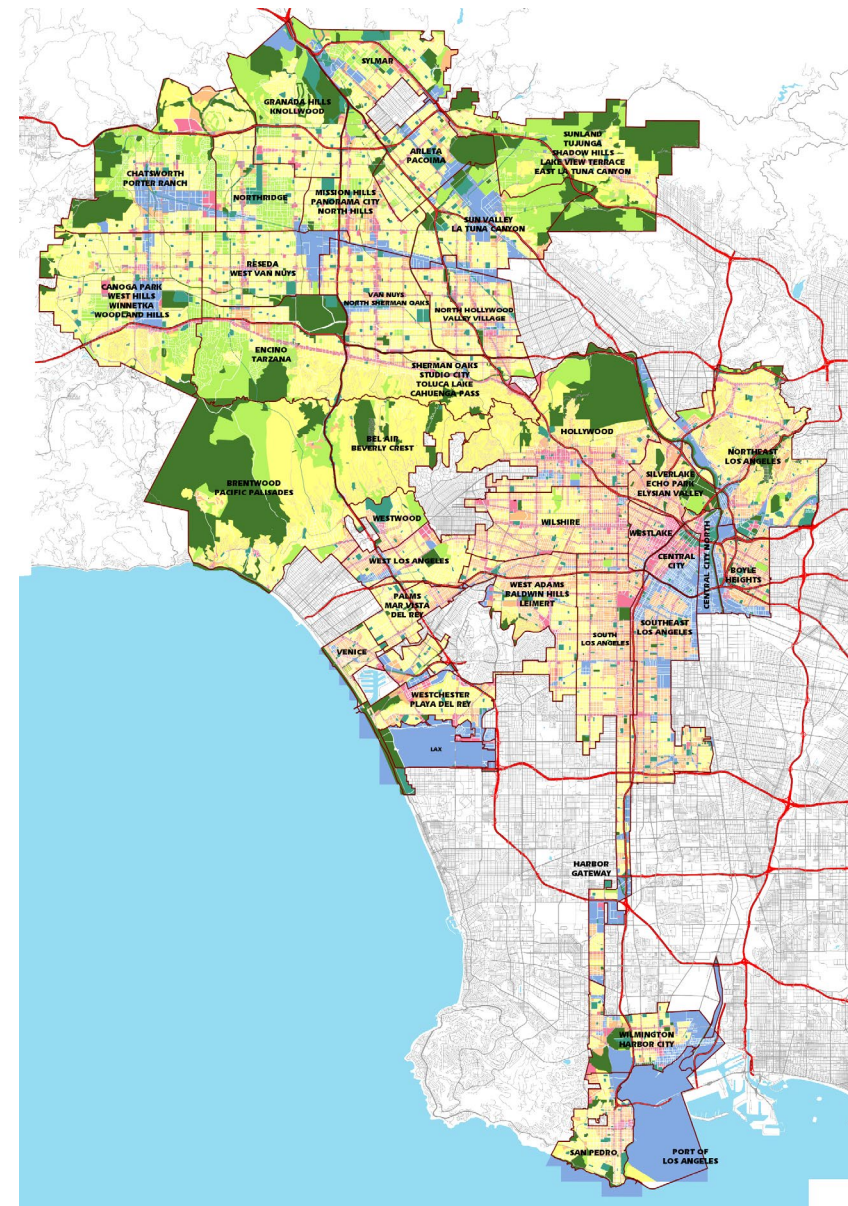 SYLMAR
GRANADA HILLS
KNOLLWOOD
ARLETA
PACOIMA
SUNLAND
TUJUNGA
SHADOW HILLS
LAKE VIEW TERRACE
EAST LA TUNA CANYON
CHATSWORTH
PORTER RANCH
NORTHRIDGE
MISSION HILLS
PANORAMA CITY
NORTH HILLS
SUN VALLEY
LA TUNA CANYON
RESEDA
WEST VAN NUYS
CANOGA PARK
WEST HILLS
WINNETKA
WOODLAND HILLS
VAN NUYS
NORTH SHERMAN OAKS
NORTH HOLLYWOOD
VALLEY VILLAGE
ENCINO
TARZANA
SHERMAN OAKS
STUDIO CITY
TOLUCA LAKE
CAHUENGA PASS
HOLLYWOOD
BEL AIR
BEVERLY CREST
NORTHEAST
LOS ANGELES
BRENTWOOD
PACIFIC PALISADES
SILVERLAKE
ECHO PARK
ELYSIAN VALLEY
WESTWOOD
WILSHIRE
WESTLAKE
CENTRAL
CITY
CENTRAL CITY NORTH
BOYLE
HEIGHTS
WEST LOS ANGELES
WEST ADAMS
BALDWIN HILLS
LEIMERT
PALMS
MAR VISTA
DEL REY
SOUTH
LOS ANGELES
SOUTHEAST
LOS ANGELES
VENICE
WESTCHESTER
PLAYA DEL REY
LAX
HARBOR
GATEWAY
WILMINGTON
HARBOR CITY
SAN PEDRO
PORT OF
LOS ANGELES